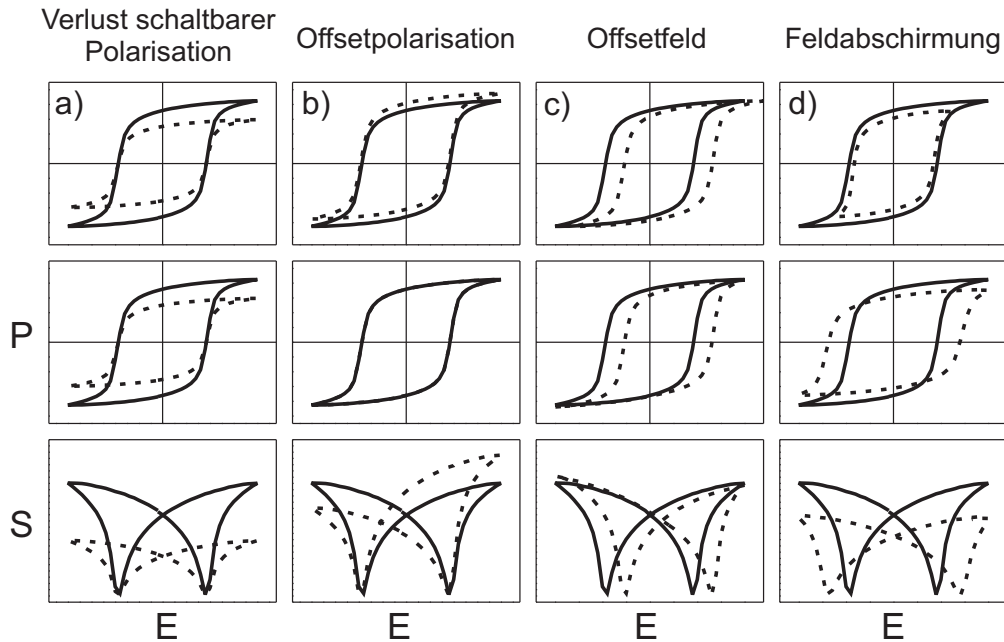 Verlust schaltbarer
Polarisation
Offsetpolarisation
Offsetfeld
Feldabschirmung
a)
b)
c)
d)
P
S
E
E
E
E